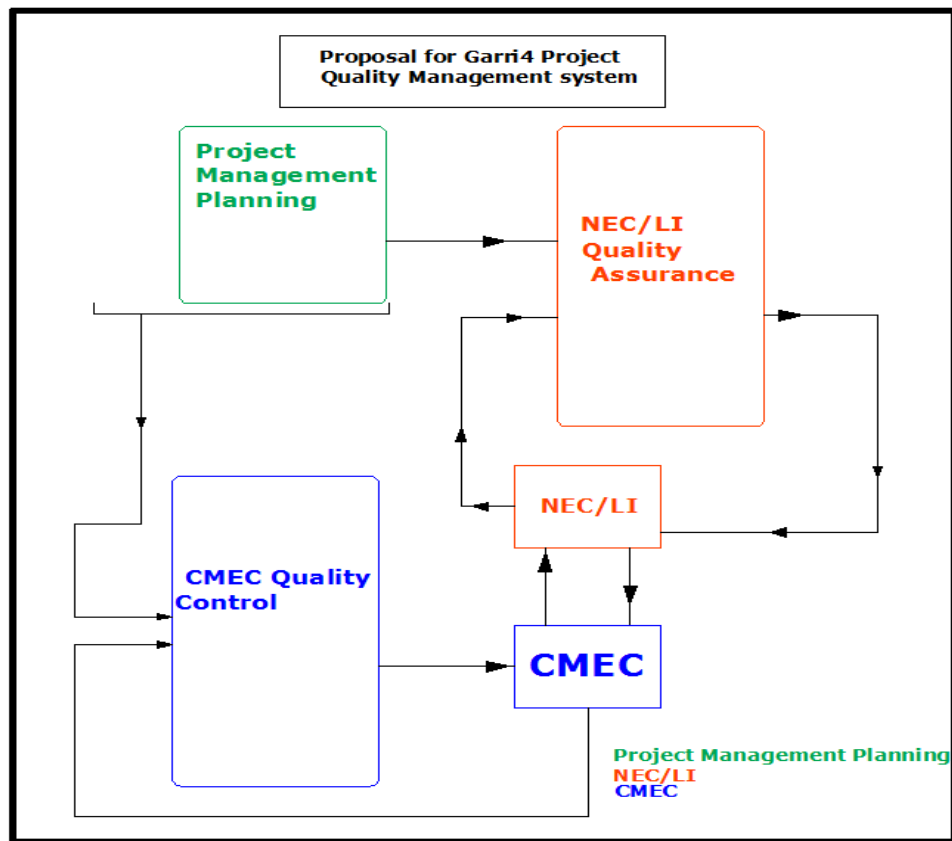 Proposal for Garri4 Project
Quality Management system
Project
Management
Planning
NEC/LI
Quality
Assurance
NEC/LI
CMEC Quality
Control
CMEC
Project Management Planning
NEC/LI
CMEC